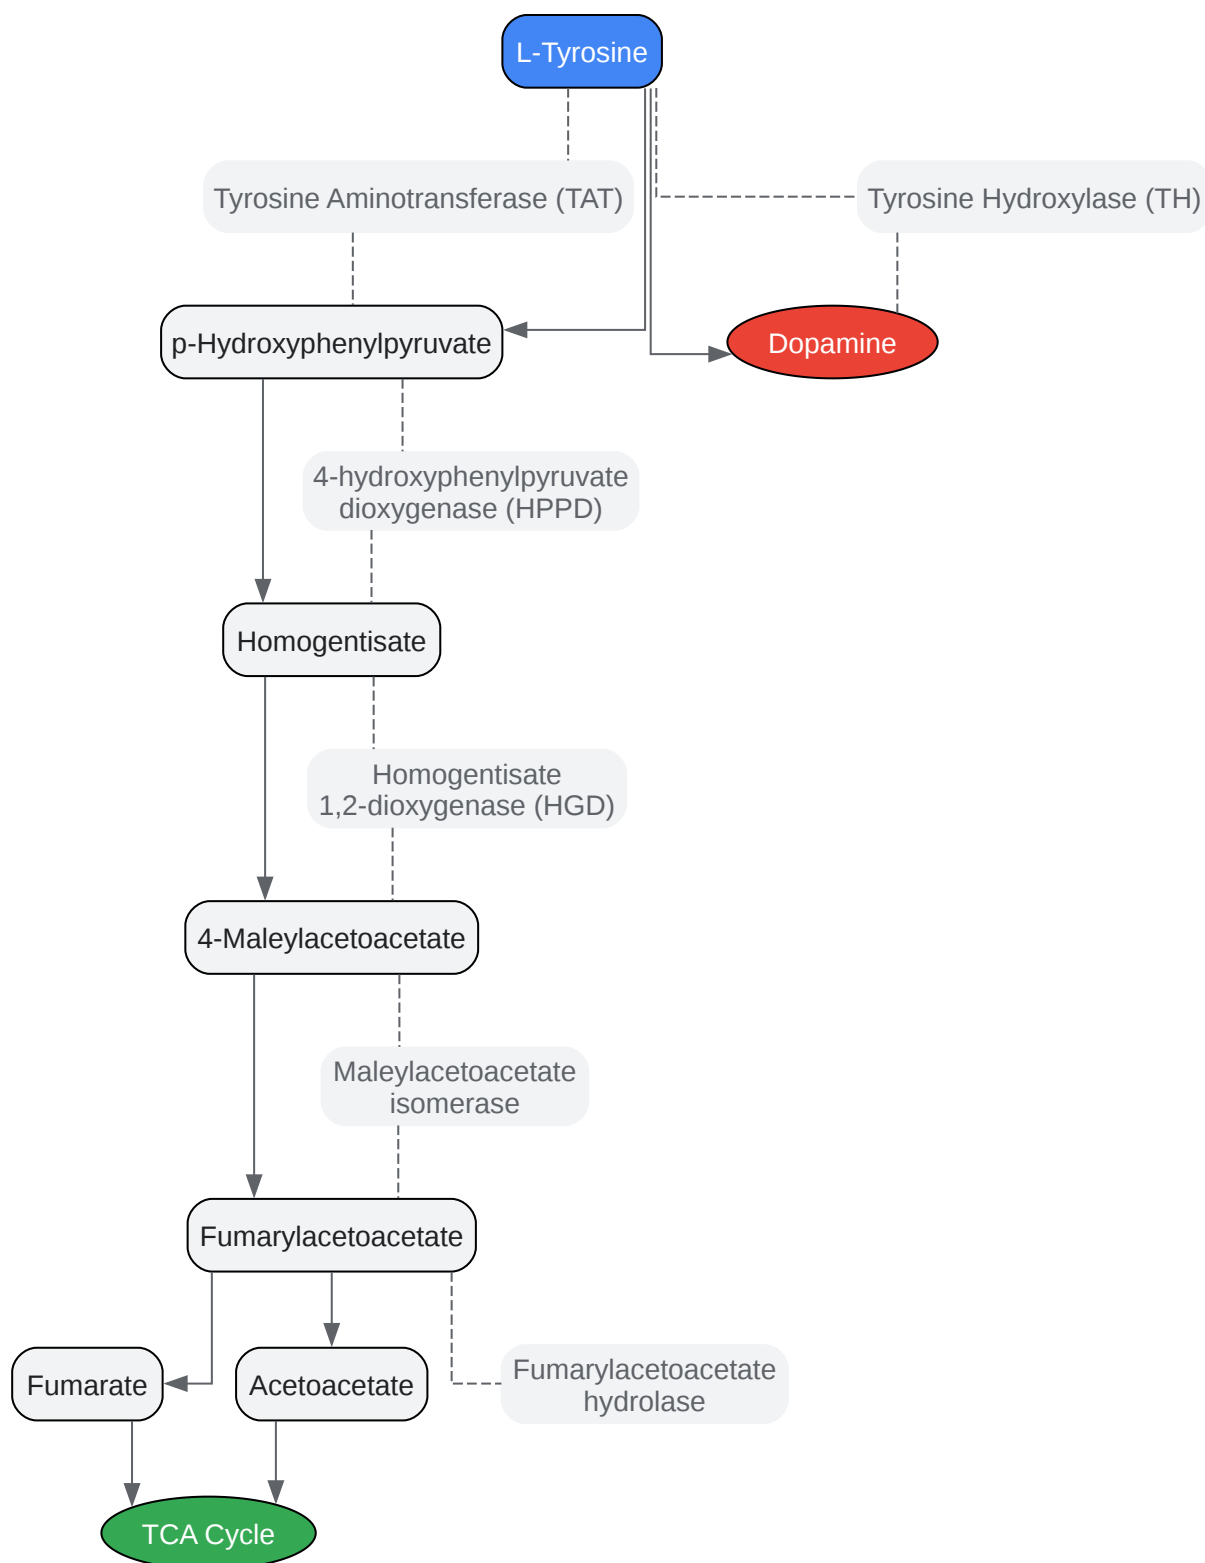 L-Tyrosine
Tyrosine Aminotransferase (TAT)
Tyrosine Hydroxylase (TH)
p-Hydroxyphenylpyruvate
Dopamine
4-hydroxyphenylpyruvate
dioxygenase (HPPD)
Homogentisate
Homogentisate
1,2-dioxygenase (HGD)
4-Maleylacetoacetate
Maleylacetoacetate
isomerase
Fumarylacetoacetate
Fumarate
Acetoacetate
Fumarylacetoacetate
hydrolase
TCA Cycle